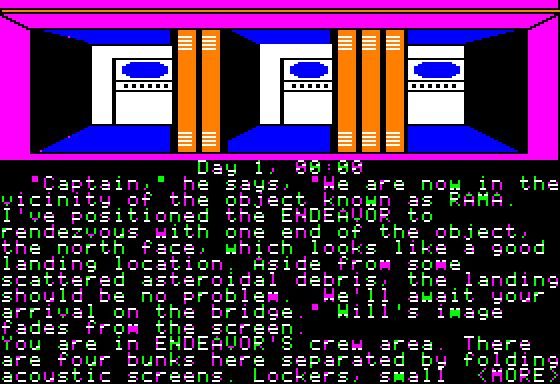 Day 1, 00:00
"Captain," he says, "We are now in the
vicinity of the object known as RAMA.
I've positioned the ENDEAVOR to
rendezvous with one end of the object,
the north face, which looks like a good
landing location. Aside from some
scattered asteroidal debris, the landing
should be no problem.  We'll await your
arrival on the bridge." Will's image
fades from the screen.
You are in ENDEAVOR'S crew area. There
are four bunks here separated by folding
acoustic screens. Lockers, small  <MORE>